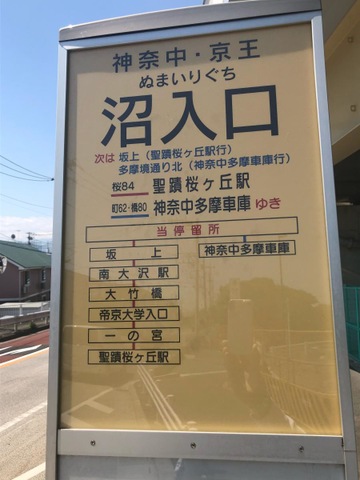 神奈中・京王
ぬまいりぐち
沼入口
次は 坂上（聖蹟桜ヶ丘駅行）
多摩境通り北（神奈中多摩車庫行）
桜84 聖蹟桜ヶ丘駅
町62・橋80 神奈中多摩車庫 ゆき
当停留所
坂上 神奈中多摩車庫
南大沢駅
大竹橋
帝京大学入口
一の宮
聖蹟桜ヶ丘駅